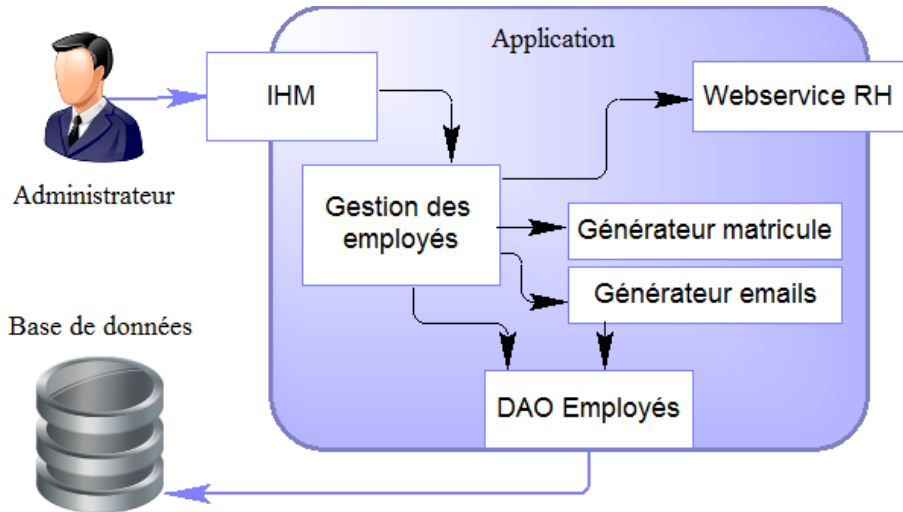 Application
IHM
Webservice RH
Administrateur
Gestion des
employés
Générateur matricule
Générateur emails
Base de données
DAO Employés